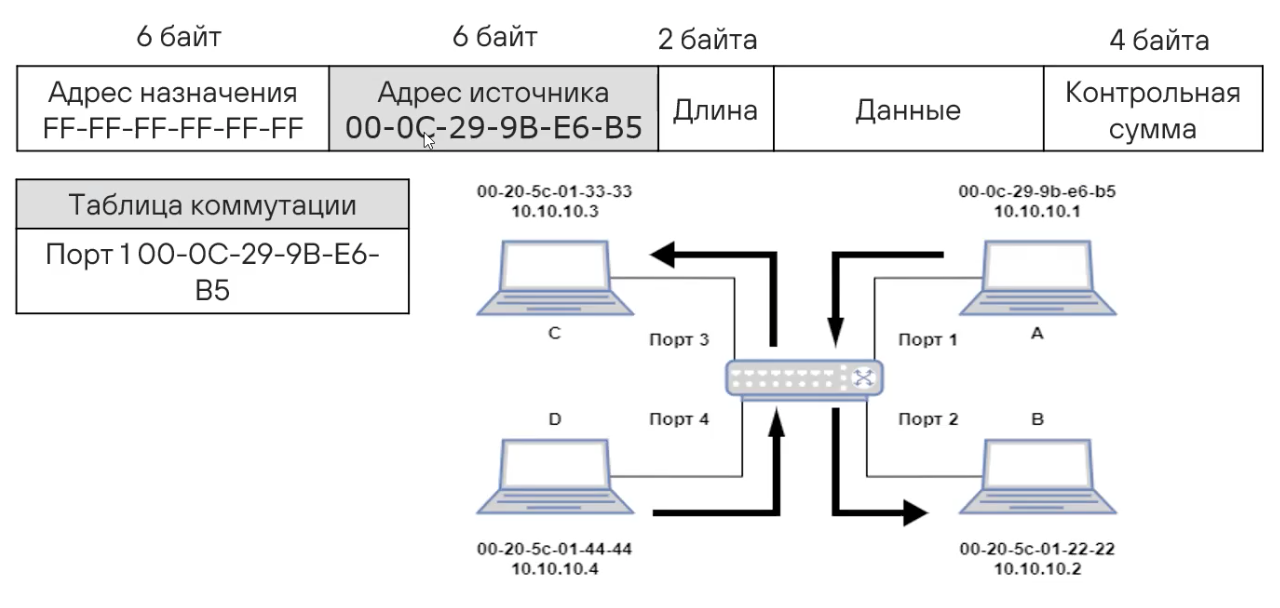 6 байт 6 байт 2 байта 4 байта
Адрес назначения
FF-FF-FF-FF-FF-FF
Адрес источника
00-0C-29-9B-E6-B5
Длина
Данные
Контрольная
сумма
Таблица коммутации
Порт 1 00-0C-29-9B-E6-
B5
00-20-5c-01-33-33
10.10.10.3
00-0c-29-9b-e6-b5
10.10.10.1
C
Порт 3
Порт 1
A
D
Порт 4
Порт 2
B
00-20-5c-01-44-44
10.10.10.4
00-20-5c-01-22-22
10.10.10.2